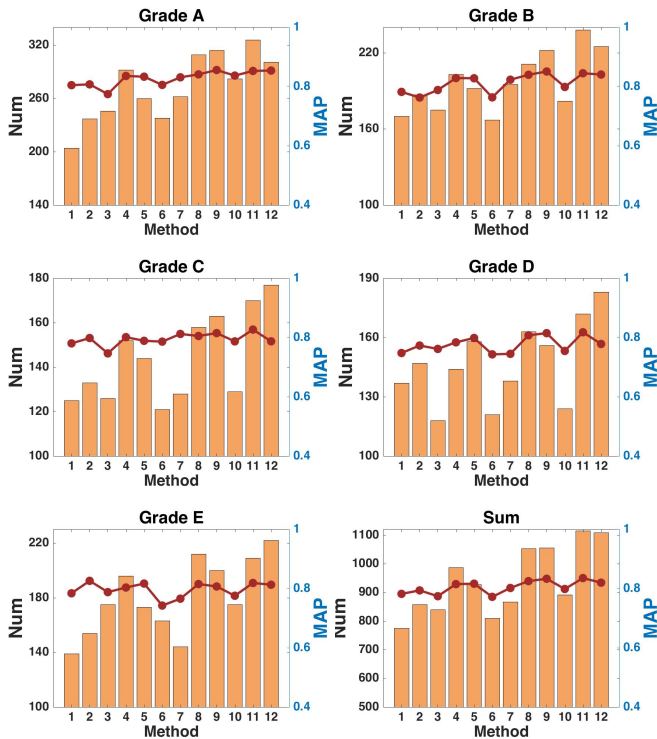 Grade A
Num
320
260
200
140
1
0.8
0.6
0.4
MAP
1 2 3 4 5 6 7 8 9 10 11 12
Method
Grade B
Num
220
160
100
1
0.8
0.6
0.4
MAP
1 2 3 4 5 6 7 8 9 10 11 12
Method
Grade C
Num
180
160
140
120
100
1
0.8
0.6
0.4
MAP
1 2 3 4 5 6 7 8 9 10 11 12
Method
Grade D
Num
190
160
130
100
1
0.8
0.6
0.4
MAP
1 2 3 4 5 6 7 8 9 10 11 12
Method
Grade E
Num
220
180
140
100
1
0.8
0.6
0.4
MAP
1 2 3 4 5 6 7 8 9 10 11 12
Method
Sum
Num
1100
1000
900
800
700
600
500
1
0.8
0.6
0.4
MAP
1 2 3 4 5 6 7 8 9 10 11 12
Method